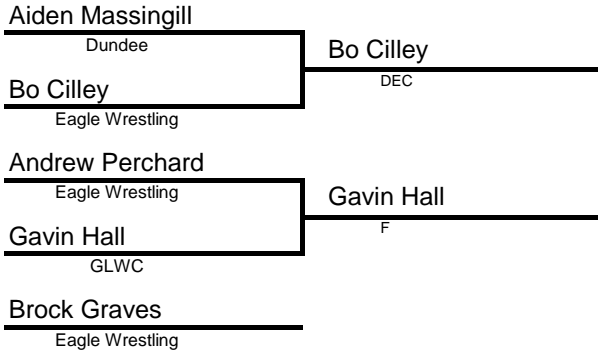 Aiden Massingill
Dundee
Bo Cilley
DEC
Bo Cilley
Eagle Wrestling
Andrew Perchard
Eagle Wrestling
Gavin Hall
F
Gavin Hall
GLWC
Brock Graves
Eagle Wrestling